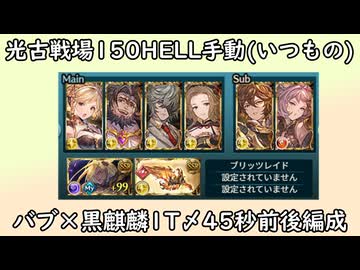 光古戦場150HELL手動(いつもの)
Main
Sub
+99
ブリッツレイド
設定されていません
設定されていません
バブ×黒麒麟1T〆45秒前後編成